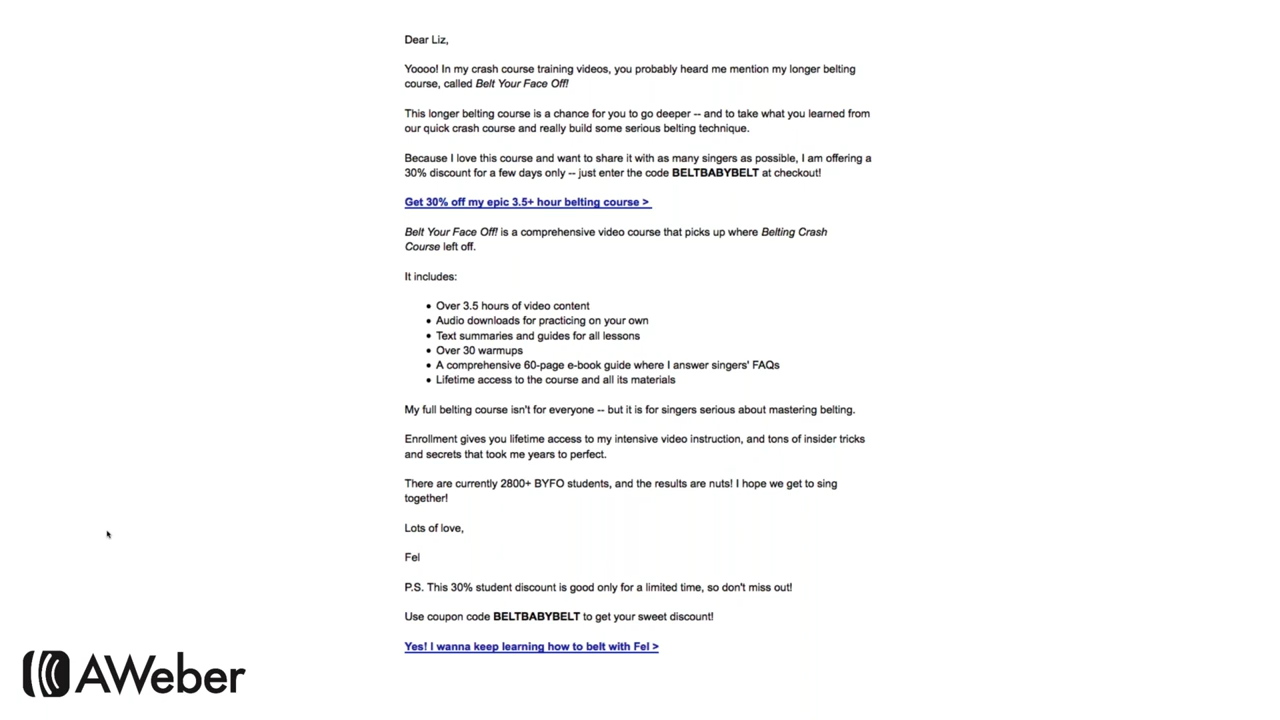 Dear Liz,
Yoooo! In my crash course training videos, you probably heard me mention my longer belting
course, called Belt Your Face Off!
This longer belting course is a chance for you to go deeper -- and to take what you learned from
our quick crash course and really build some serious belting technique.
Because I love this course and want to share it with as many singers as possible, I am offering a
30% discount for a few days only -- just enter the code BELTBABYBELT at checkout!
Get 30% off my epic 3.5+ hour belting course >
Belt Your Face Off! is a comprehensive video course that picks up where Belting Crash
Course left off.
It includes:
• Over 3.5 hours of video content
• Audio downloads for practicing on your own
• Text summaries and guides for all lessons
• Over 30 warmups
• A comprehensive 60-page e-book guide where I answer singers' FAQs
• Lifetime access to the course and all its materials
My full belting course isn't for everyone -- but it is for singers serious about mastering belting.
Enrollment gives you lifetime access to my intensive video instruction, and tons of insider tricks
and secrets that took me years to perfect.
There are currently 2800+ BYFO students, and the results are nuts! I hope we get to sing
together!
Lots of love,
Fel
P.S. This 30% student discount is good only for a limited time, so don't miss out!
Use coupon code BELTBABYBELT to get your sweet discount!
Yes! I wanna keep learning how to belt with Fel >
AWeber